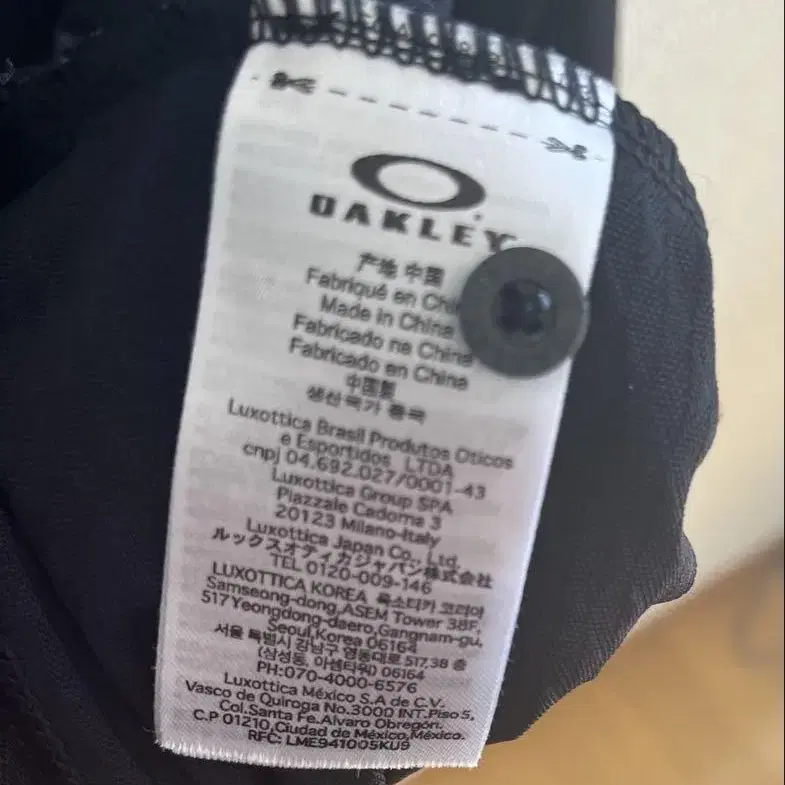 OAKLEY
产地 中国
Fabriqué en Chi
Made in China
Fabricado na China
Fabricado en China
中国製
생산국가 중국
Luxottica Brasil Produtos Oticos
e Esportidos LTDA
cnpj 04.692.027/0001-43
Luxottica Group SPA
Piazzale Cadorna 3
20123 Milano-Italy
Luxottica Japan Co., Ltd.
ルックスオティカジャパン株式会社
TEL 0120-009-146
LUXOTTICA KOREA 룩소티카 코리아
Samseong-dong,ASEM Tower 38F,
517Yeongdong-daero,Gangnam-gu,
Seoul,Korea 06164
서울 특별시 강남구 영동대로 517,38 층
(삼성동, 아셈타워) 06164
PH:070-4000-6576
Luxottica México S.A de C.V.
Vasco de Quiroga No.3000 INT.Piso 5,
Col.Santa Fe.Alvaro Obregón.
C.P 01210,Ciudad de México,México.
RFC: LME941005KU9